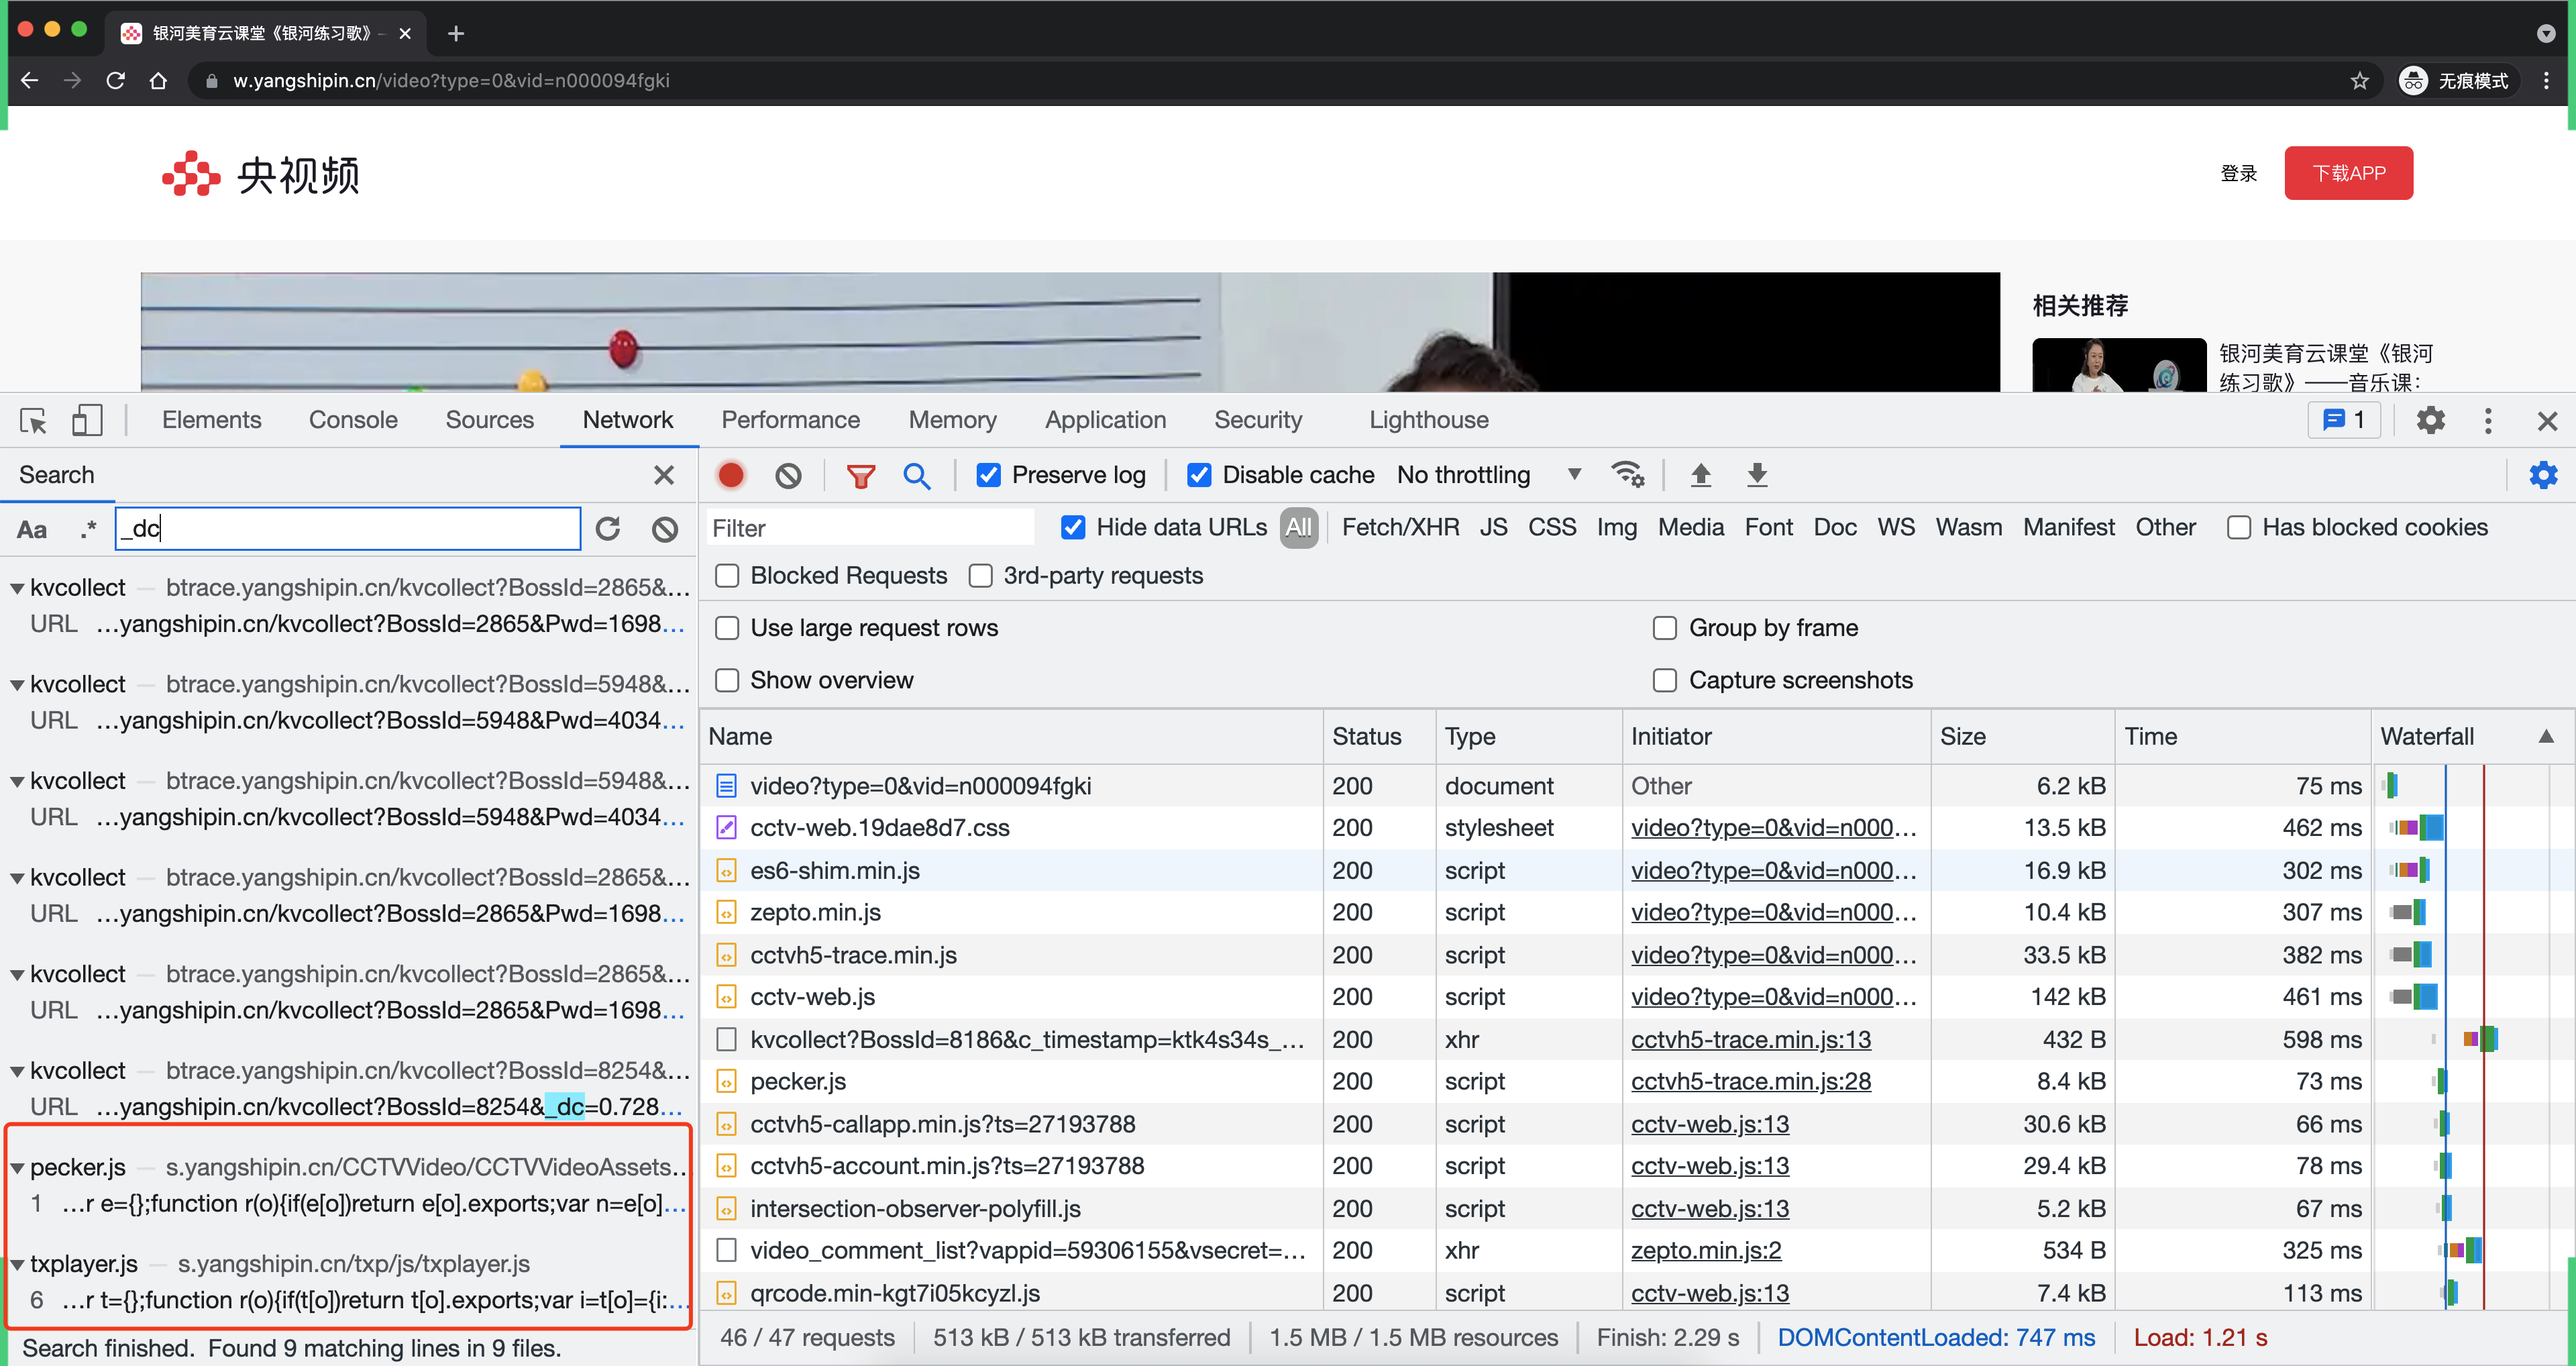 银河美育云课堂《银河练习歌》 –
w.yangshipin.cn/video?type=0&vid=n000094fgki
无痕模式
央视频
登录
下载APP
相关推荐
银河美育云课堂《银河
练习歌》——音乐课：
Elements Console Sources Network Performance Memory Application Security Lighthouse 1
Search
Preserve log Disable cache No throttling
Aa .* _dc
Filter Hide data URLs All Fetch/XHR JS CSS Img Media Font Doc WS Wasm Manifest Other Has blocked cookies
Blocked Requests 3rd-party requests
Use large request rows Group by frame
Show overview Capture screenshots
kvcollect — btrace.yangshipin.cn/kvcollect?BossId=2865&…
URL …yangshipin.cn/kvcollect?BossId=2865&Pwd=1698…
kvcollect — btrace.yangshipin.cn/kvcollect?BossId=5948&…
URL …yangshipin.cn/kvcollect?BossId=5948&Pwd=4034…
kvcollect — btrace.yangshipin.cn/kvcollect?BossId=5948&…
URL …yangshipin.cn/kvcollect?BossId=5948&Pwd=4034…
kvcollect — btrace.yangshipin.cn/kvcollect?BossId=2865&…
URL …yangshipin.cn/kvcollect?BossId=2865&Pwd=1698…
kvcollect — btrace.yangshipin.cn/kvcollect?BossId=2865&…
URL …yangshipin.cn/kvcollect?BossId=2865&Pwd=1698…
kvcollect — btrace.yangshipin.cn/kvcollect?BossId=8254&…
URL …yangshipin.cn/kvcollect?BossId=8254&_dc=0.728…
pecker.js — s.yangshipin.cn/CCTVVideo/CCTVVideoAssets…
1 …r e={};function r(o){if(e[o])return e[o].exports;var n=e[o]…
txplayer.js — s.yangshipin.cn/txp/js/txplayer.js
6 …r t={};function r(o){if(t[o])return t[o].exports;var i=t[o]={i:…
Search finished. Found 9 matching lines in 9 files.
Name Status Type Initiator Size Time Waterfall
video?type=0&vid=n000094fgki 200 document Other 6.2 kB 75 ms
cctv-web.19dae8d7.css 200 stylesheet video?type=0&vid=n000… 13.5 kB 462 ms
es6-shim.min.js 200 script video?type=0&vid=n000… 16.9 kB 302 ms
zepto.min.js 200 script video?type=0&vid=n000… 10.4 kB 307 ms
cctvh5-trace.min.js 200 script video?type=0&vid=n000… 33.5 kB 382 ms
cctv-web.js 200 script video?type=0&vid=n000… 142 kB 461 ms
kvcollect?BossId=8186&c_timestamp=ktk4s34s_… 200 xhr cctvh5-trace.min.js:13 432 B 598 ms
pecker.js 200 script cctvh5-trace.min.js:28 8.4 kB 73 ms
cctvh5-callapp.min.js?ts=27193788 200 script cctv-web.js:13 30.6 kB 66 ms
cctvh5-account.min.js?ts=27193788 200 script cctv-web.js:13 29.4 kB 78 ms
intersection-observer-polyfill.js 200 script cctv-web.js:13 5.2 kB 67 ms
video_comment_list?vappid=59306155&vsecret=… 200 xhr zepto.min.js:2 534 B 325 ms
qrcode.min-kgt7i05kcyzl.js 200 script cctv-web.js:13 7.4 kB 113 ms
46 / 47 requests 513 kB / 513 kB transferred 1.5 MB / 1.5 MB resources Finish: 2.29 s DOMContentLoaded: 747 ms Load: 1.21 s